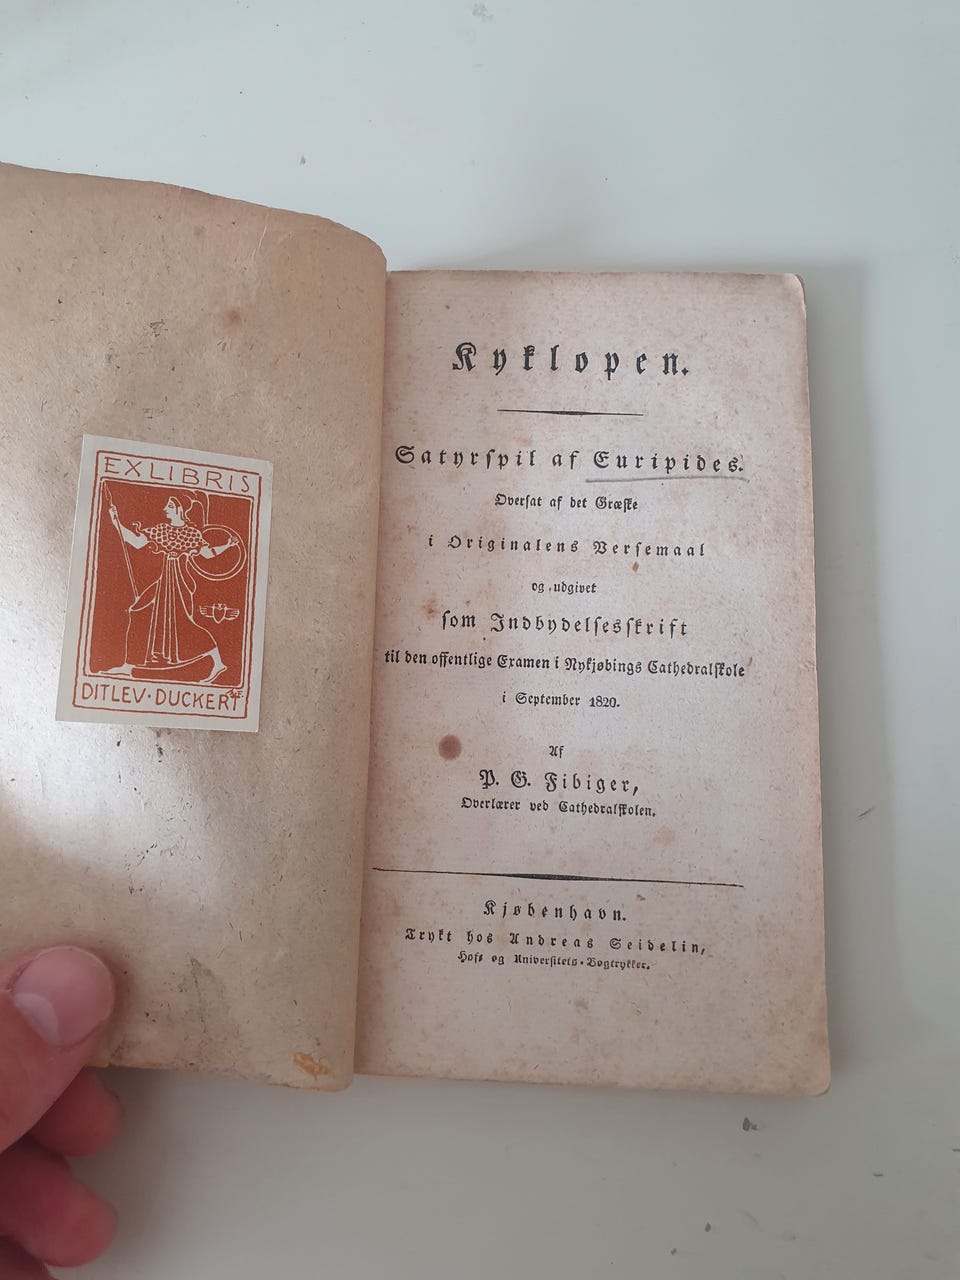 EX LIBRIS
DITLEV · DUCKERT
Kyklopen.
Satyrspil af Euripides.
Oversat af det Græske
i Originalens Versemaal
og udgivet
som Indbydelsesskrift
til den offentlige Examen i Nykjøbings Cathedralskole
i September 1820.
Af
P. G. Fibiger,
Overlærer ved Cathedralskolen.
Kjøbenhavn.
Trykt hos Andreas Seidelin,
Hof- og Universitets-Bogtrykker.